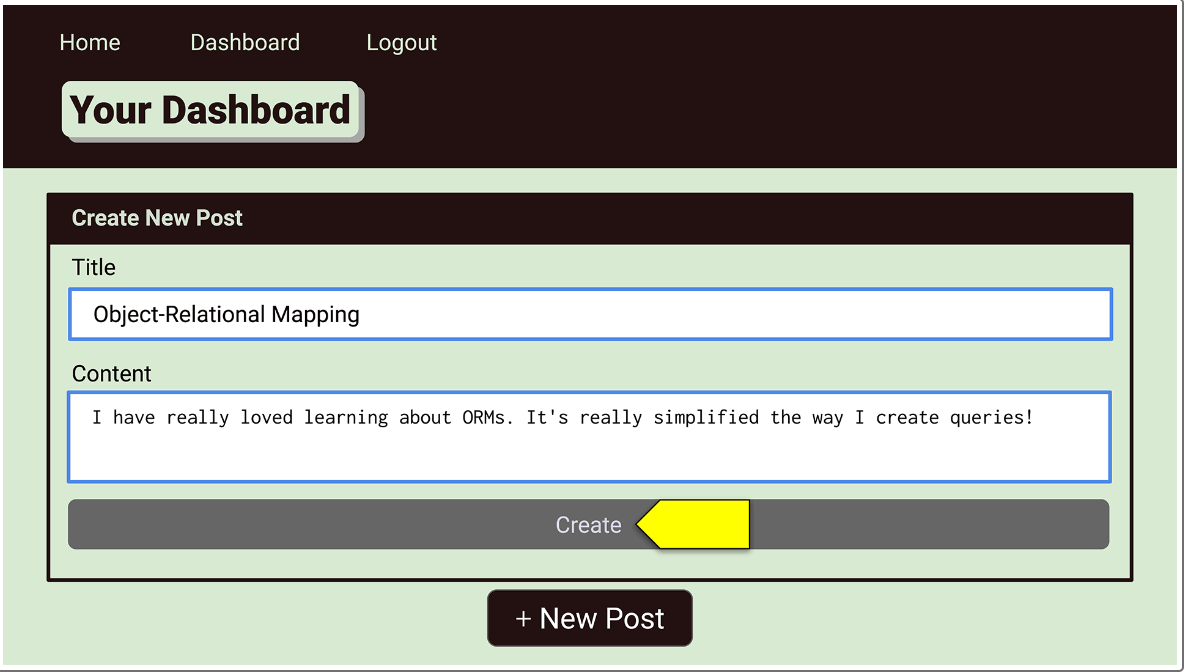 Home Dashboard Logout
Your Dashboard
Create New Post
Title
Object-Relational Mapping
Content
I have really loved learning about ORMs. It's really simplified the way I create queries!
Create
+ New Post